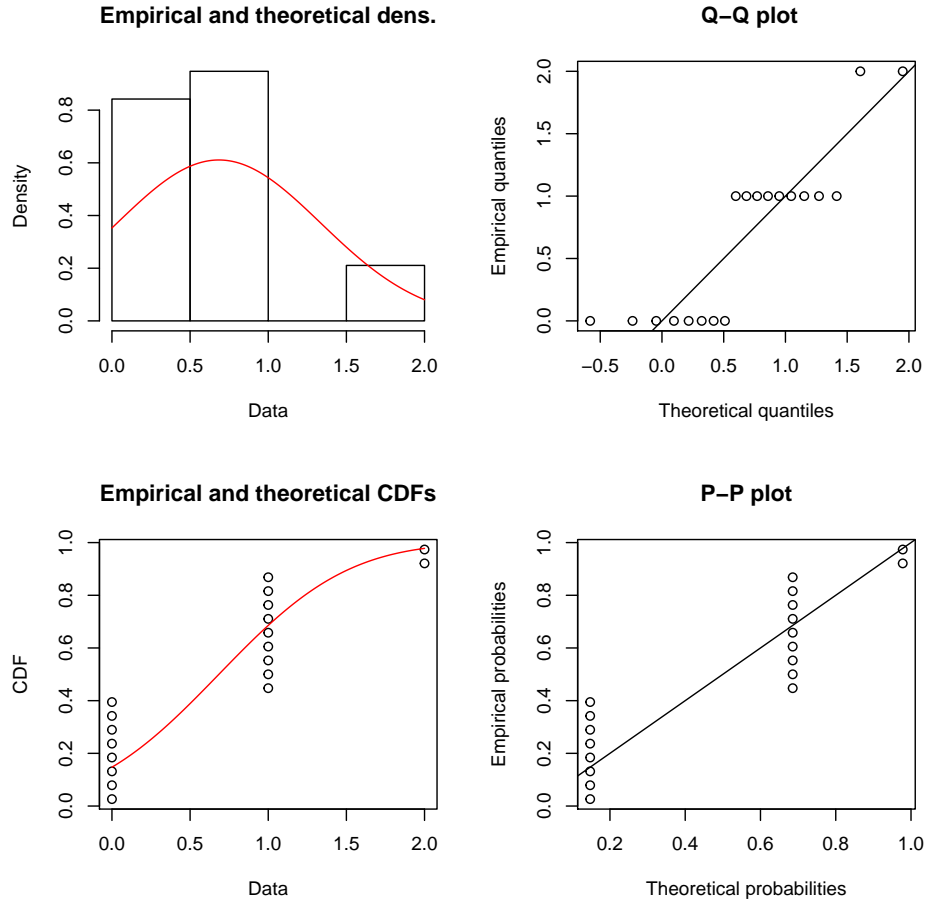 Empirical and theoretical dens.
Density
0.0 0.2 0.4 0.6 0.8
0.0 0.5 1.0 1.5 2.0
Data
Q−Q plot
Empirical quantiles
0.0 0.5 1.0 1.5 2.0
−0.5 0.0 0.5 1.0 1.5 2.0
Theoretical quantiles
Empirical and theoretical CDFs
CDF
0.0 0.2 0.4 0.6 0.8 1.0
0.0 0.5 1.0 1.5 2.0
Data
P−P plot
Empirical probabilities
0.0 0.2 0.4 0.6 0.8 1.0
0.2 0.4 0.6 0.8 1.0
Theoretical probabilities